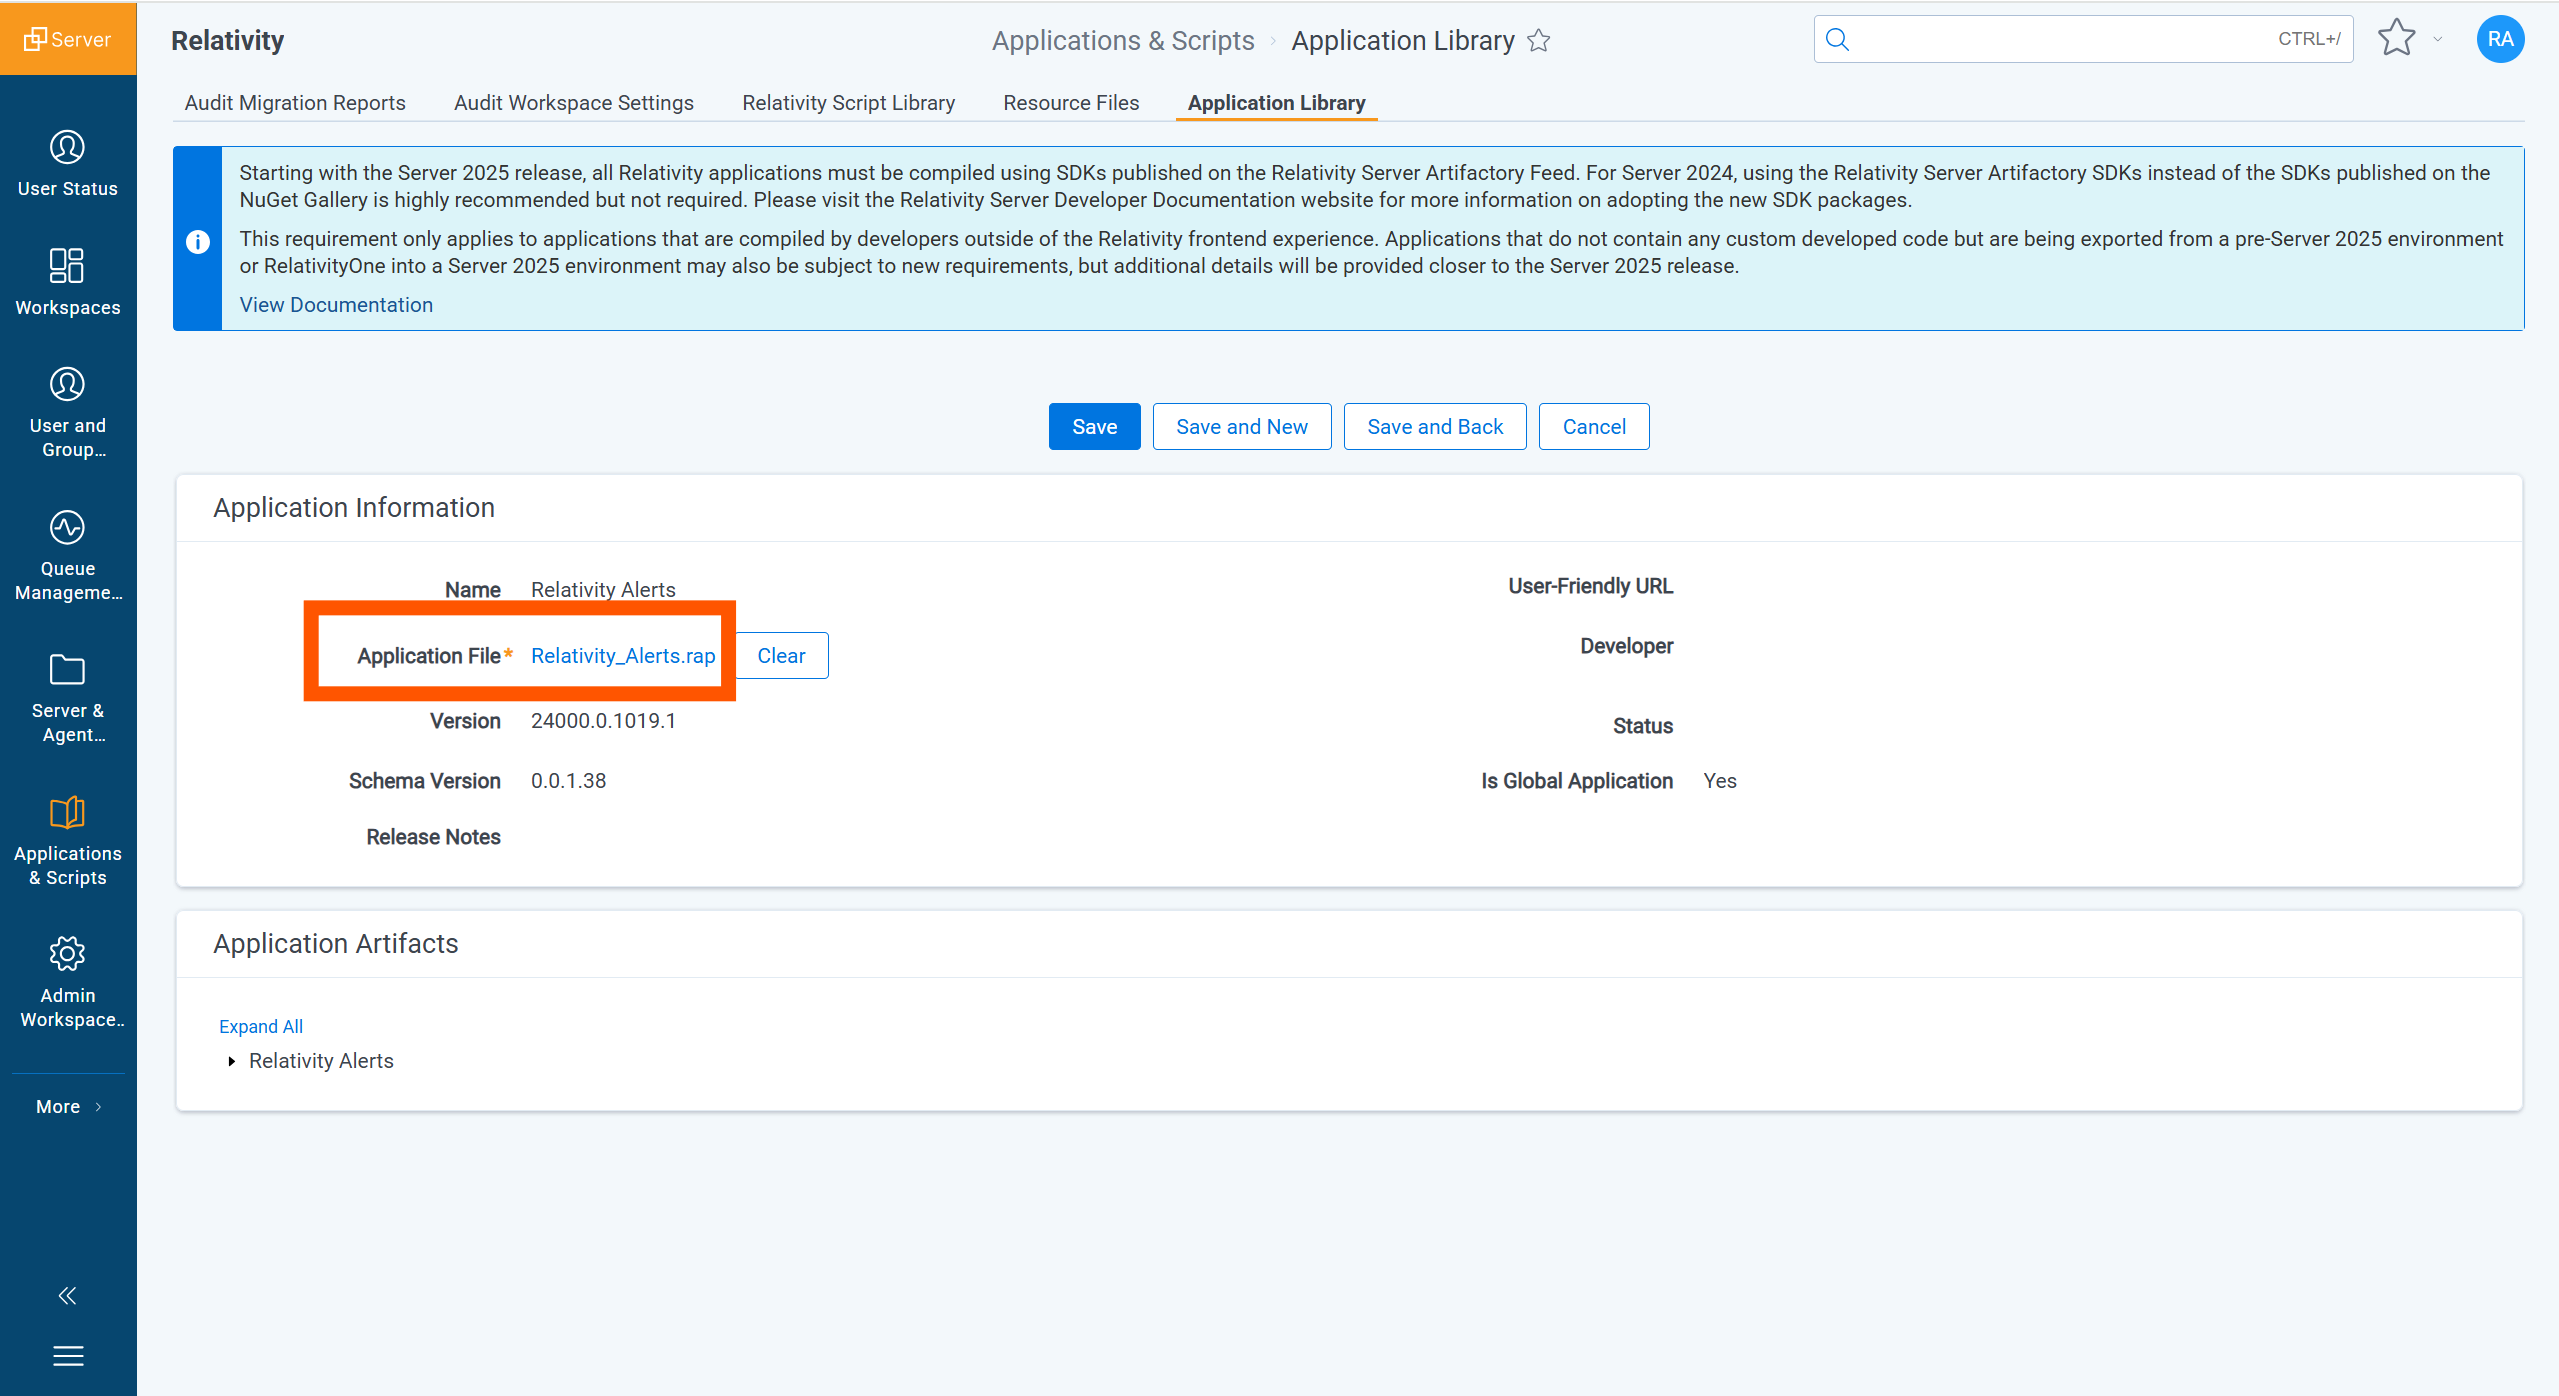 Server
Relativity
Applications & Scripts › Application Library
CTRL+/
RA
Audit Migration Reports
Audit Workspace Settings
Relativity Script Library
Resource Files
Application Library
Starting with the Server 2025 release, all Relativity applications must be compiled using SDKs published on the Relativity Server Artifactory Feed. For Server 2024, using the Relativity Server Artifactory SDKs instead of the SDKs published on the
NuGet Gallery is highly recommended but not required. Please visit the Relativity Server Developer Documentation website for more information on adopting the new SDK packages.
This requirement only applies to applications that are compiled by developers outside of the Relativity frontend experience. Applications that do not contain any custom developed code but are being exported from a pre-Server 2025 environment
or RelativityOne into a Server 2025 environment may also be subject to new requirements, but additional details will be provided closer to the Server 2025 release.
View Documentation
User Status
Workspaces
User and
Group...
Queue
Manageme...
Server &
Agent...
Applications
& Scripts
Admin
Workspace..
More
Save
Save and New
Save and Back
Cancel
Application Information
Name Relativity Alerts
Application File* Relativity_Alerts.rap Clear
Version 24000.0.1019.1
Schema Version 0.0.1.38
Release Notes
User-Friendly URL
Developer
Status
Is Global Application Yes
Application Artifacts
Expand All
Relativity Alerts